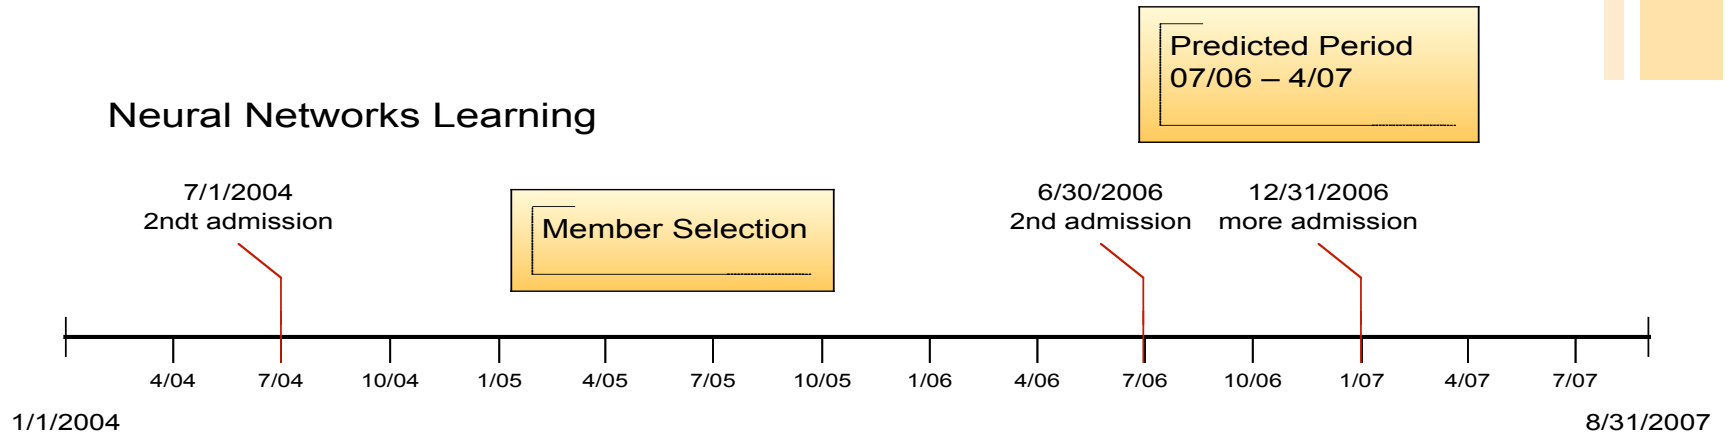 Predicted Period
07/06 – 4/07
Neural Networks Learning
7/1/2004
2ndt admission
Member Selection
6/30/2006
2nd admission
12/31/2006
more admission
4/04
7/04
10/04
1/05
4/05
7/05
10/05
1/06
4/06
7/06
10/06
1/07
4/07
7/07
1/1/2004
8/31/2007